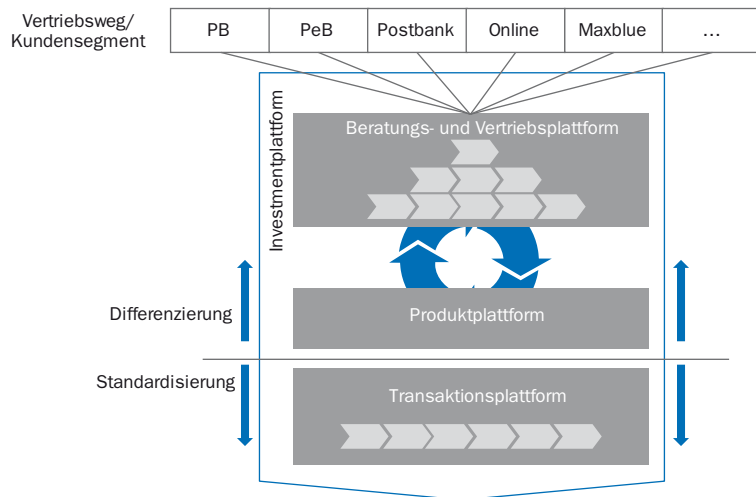 Vertriebsweg/
Kundensegment
PB
PeB
Postbank
Online
Maxblue
…
Investmentplattform
Beratungs- und Vertriebsplattform
Differenzierung
Produktplattform
Standardisierung
Transaktionsplattform